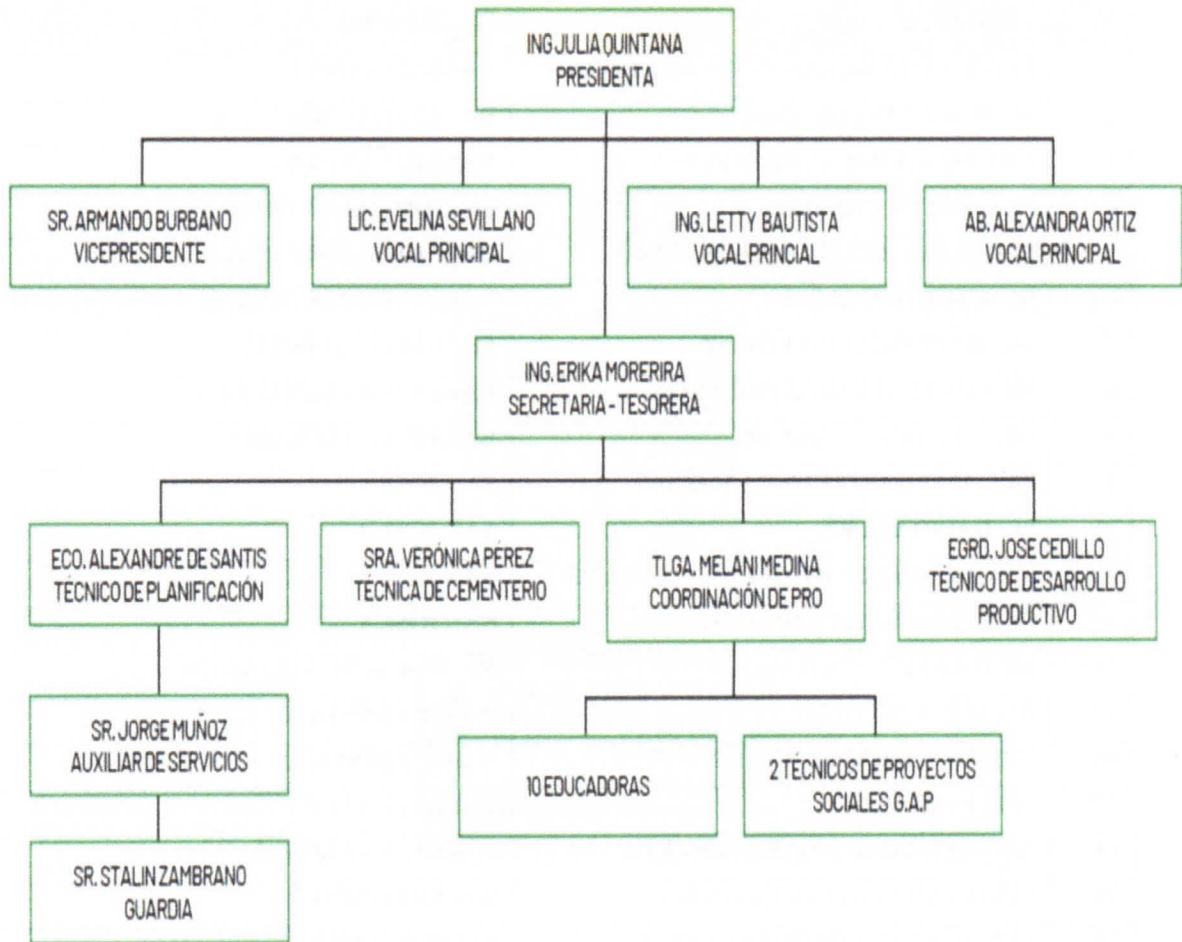 ING JULIA QUINTANA
PRESIDENTA
SR. ARMANDO BURBANO
VICEPRESIDENTE
LIC. EVELINA SEVILLANO
VOCAL PRINCIPAL
ING. LETTY BAUTISTA
VOCAL PRINCIAL
AB. ALEXANDRA ORTIZ
VOCAL PRINCIPAL
ING. ERIKA MORERIRA
SECRETARIA - TESORERA
ECO. ALEXANDRE DE SANTIS
TÉCNICO DE PLANIFICACIÓN
SRA. VERÓNICA PÉREZ
TÉCNICA DE CEMENTERIO
TLGA. MELANI MEDINA
COORDINACIÓN DE PRO
EGRD. JOSE CEDILLO
TÉCNICO DE DESARROLLO
PRODUCTIVO
SR. JORGE MUÑOZ
AUXILIAR DE SERVICIOS
10 EDUCADORAS
2 TÉCNICOS DE PROYECTOS
SOCIALES G.A.P
SR. STALIN ZAMBRANO
GUARDIA